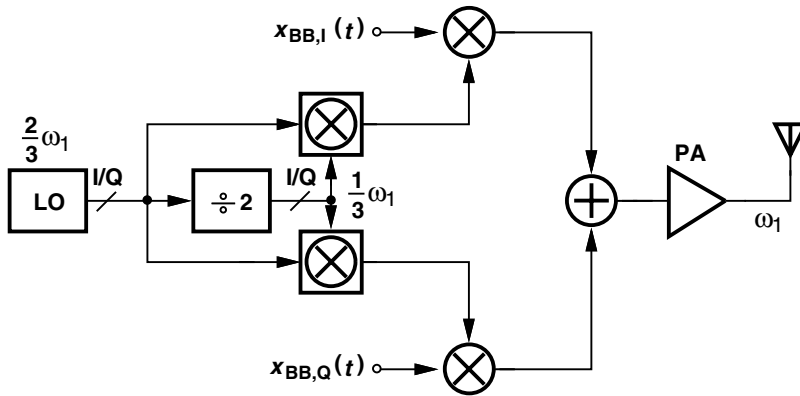 x_BB,I (t)
2/3 ω₁
I/Q
I/Q
LO
÷ 2
1/3 ω₁
PA
ω₁
x_BB,Q (t)